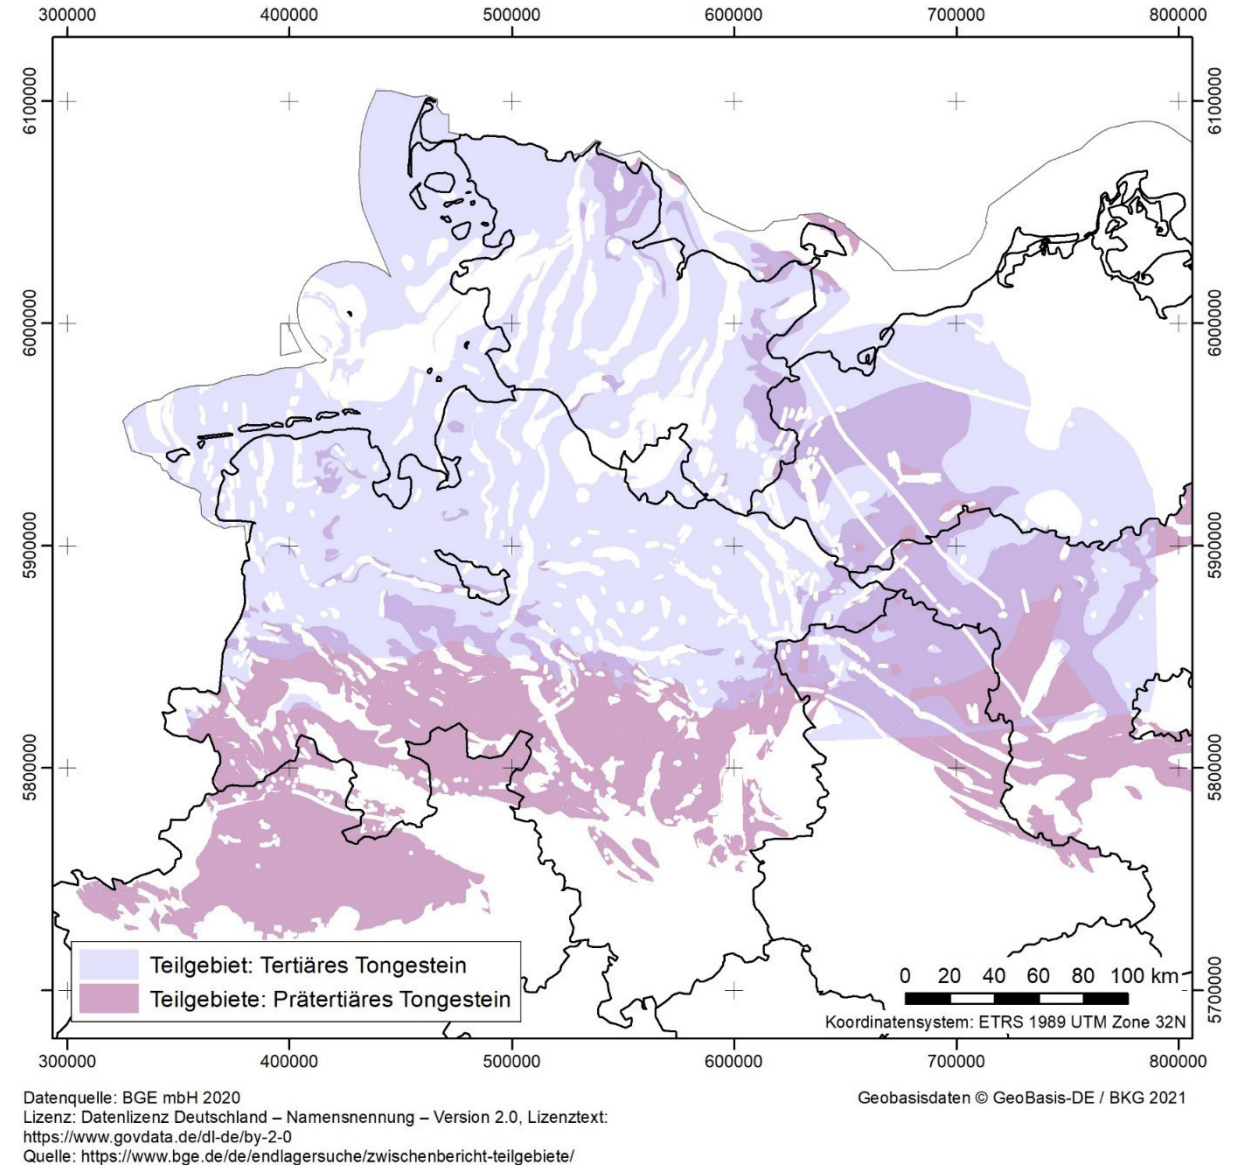 300000 400000 500000 600000 700000 800000
6100000 6100000
6000000 6000000
5900000 5900000
5800000 5800000
5700000 5700000
Teilgebiet: Tertiäres Tongestein
Teilgebiete: Prätertiäres Tongestein
0 20 40 60 80 100 km
Koordinatensystem: ETRS 1989 UTM Zone 32N
300000 400000 500000 600000 700000 800000
Datenquelle: BGE mbH 2020
Geobasisdaten © GeoBasis-DE / BKG 2021
Lizenz: Datenlizenz Deutschland – Namensnennung – Version 2.0, Lizenztext:
https://www.govdata.de/dl-de/by-2-0
Quelle: https://www.bge.de/de/endlagersuche/zwischenbericht-teilgebiete/